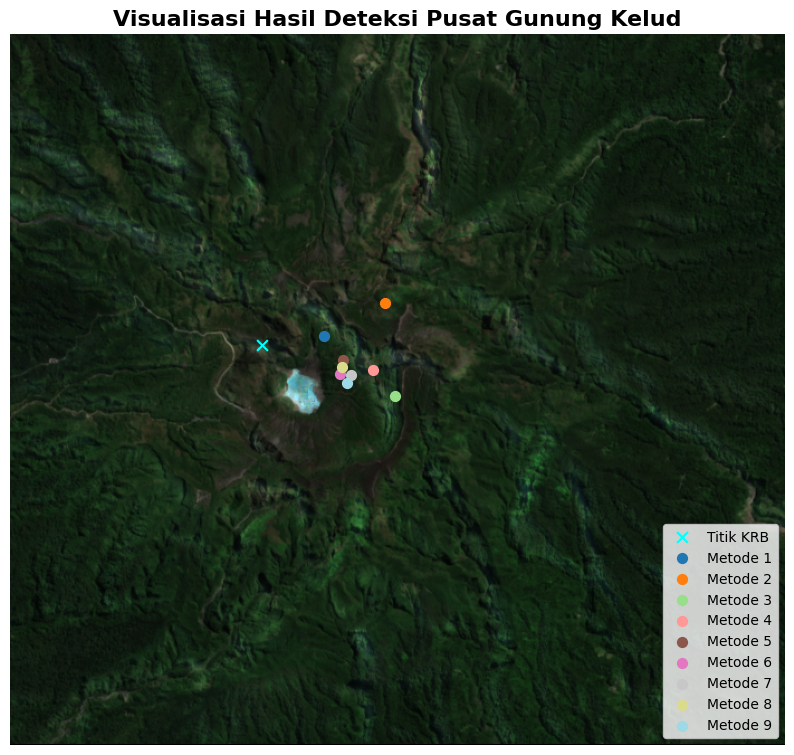 Visualisasi Hasil Deteksi Pusat Gunung Kelud
Titik KRB
Metode 1
Metode 2
Metode 3
Metode 4
Metode 5
Metode 6
Metode 7
Metode 8
Metode 9